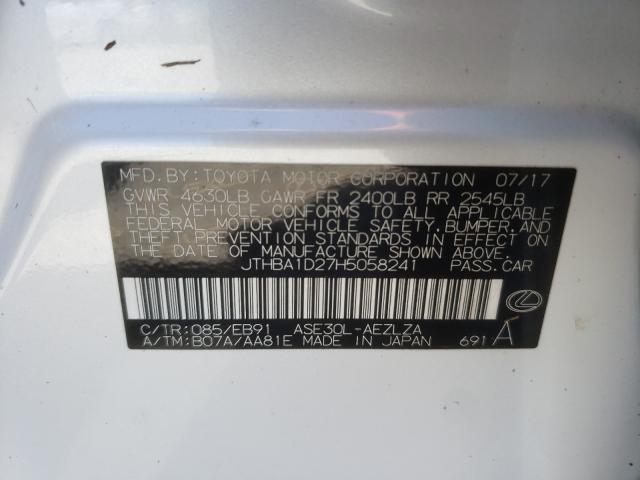 MFD. BY: TOYOTA MOTOR CORPORATION 07/17
GVWR 4630LB GAWR FR 2400LB RR 2545LB
THIS VEHICLE CONFORMS TO ALL APPLICABLE
FEDERAL MOTOR VEHICLE SAFETY, BUMPER, AND
THEFT PREVENTION STANDARDS IN EFFECT ON
THE DATE OF MANUFACTURE SHOWN ABOVE.
JTHBA1D27H5058241 PASS. CAR
C/TR: 085/EB91 ASE30L-AEZLZA
A/TM: B07A/AA81E MADE IN JAPAN 691 A